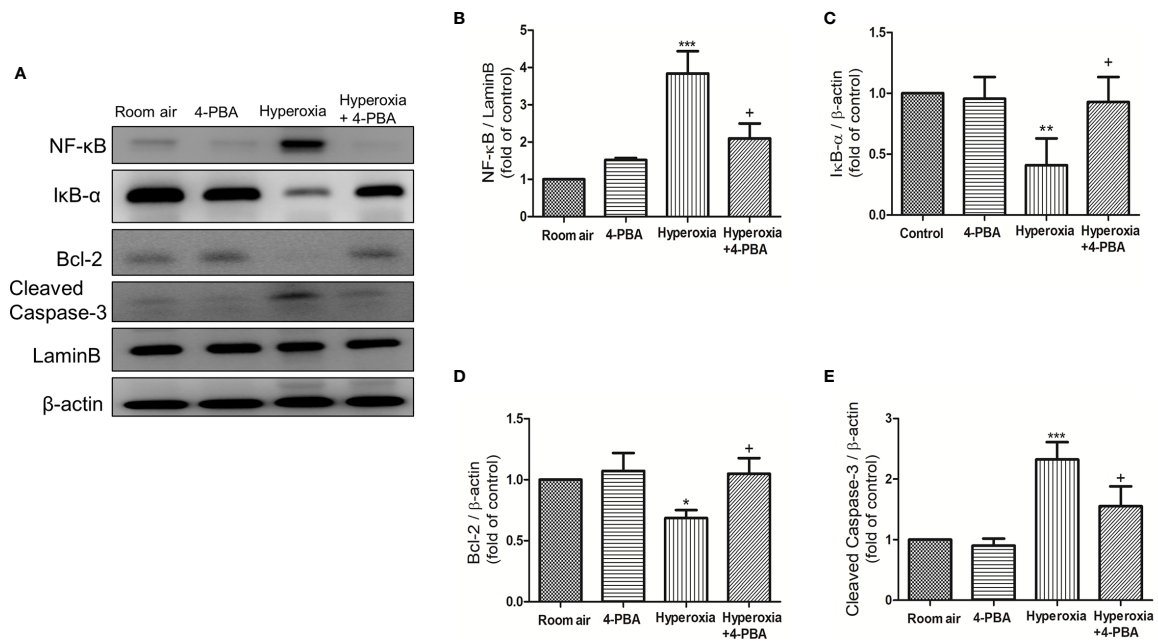 A
Room air 4-PBA Hyperoxia Hyperoxia
+ 4-PBA
NF-κB
IκB-α
Bcl-2
Cleaved
Caspase-3
LaminB
β-actin
B
NF-κB / LaminB
(fold of control)
5
4
3
2
1
0
***
+
Room air 4-PBA Hyperoxia Hyperoxia
+4-PBA
C
IκB-α / β-actin
(fold of control)
1.5
1.0
0.5
0.0
**
+
Control 4-PBA Hyperoxia Hyperoxia
+4-PBA
D
Bcl-2 / β-actin
(fold of control)
1.5
1.0
0.5
0.0
*
+
Room air 4-PBA Hyperoxia Hyperoxia
+4-PBA
E
Cleaved Caspase-3 / β-actin
(fold of control)
3
2
1
0
***
+
Room air 4-PBA Hyperoxia Hyperoxia
+4-PBA